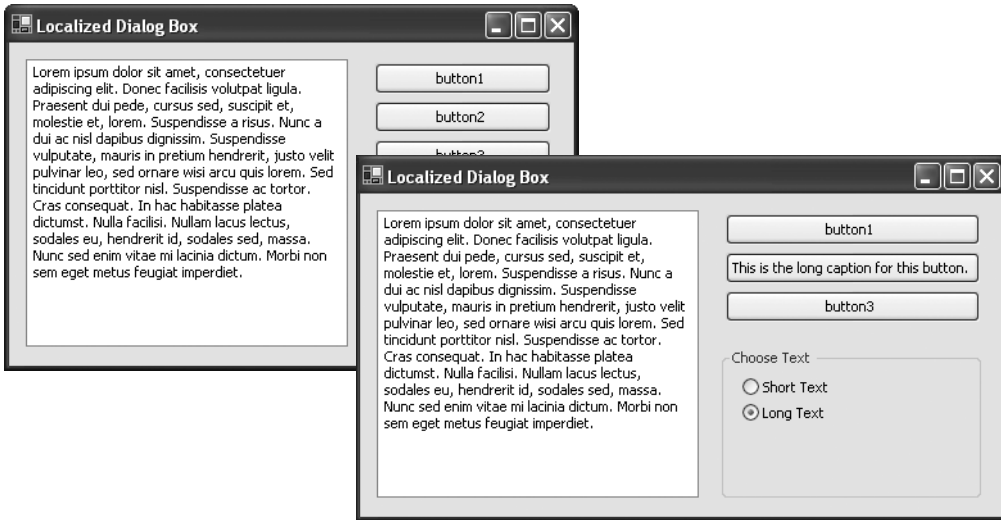 Localized Dialog Box
Lorem ipsum dolor sit amet, consectetuer
adipiscing elit. Donec facilisis volutpat ligula.
Praesent dui pede, cursus sed, suscipit et,
molestie et, lorem. Suspendisse a risus. Nunc a
dui ac nisl dapibus dignissim. Suspendisse
vulputate, mauris in pretium hendrerit, justo velit
pulvinar leo, sed ornare wisi arcu quis lorem. Sed
tincidunt porttitor nisl. Suspendisse ac tortor.
Cras consequat. In hac habitasse platea
dictumst. Nulla facilisi. Nullam lacus lectus,
sodales eu, hendrerit id, sodales sed, massa.
Nunc sed enim vitae mi lacinia dictum. Morbi non
sem eget metus feugiat imperdiet.
button1
button2
button3
Localized Dialog Box
Lorem ipsum dolor sit amet, consectetuer
adipiscing elit. Donec facilisis volutpat ligula.
Praesent dui pede, cursus sed, suscipit et,
molestie et, lorem. Suspendisse a risus. Nunc a
dui ac nisl dapibus dignissim. Suspendisse
vulputate, mauris in pretium hendrerit, justo velit
pulvinar leo, sed ornare wisi arcu quis lorem. Sed
tincidunt porttitor nisl. Suspendisse ac tortor.
Cras consequat. In hac habitasse platea
dictumst. Nulla facilisi. Nullam lacus lectus,
sodales eu, hendrerit id, sodales sed, massa.
Nunc sed enim vitae mi lacinia dictum. Morbi non
sem eget metus feugiat imperdiet.
button1
This is the long caption for this button.
button3
Choose Text
Short Text
Long Text